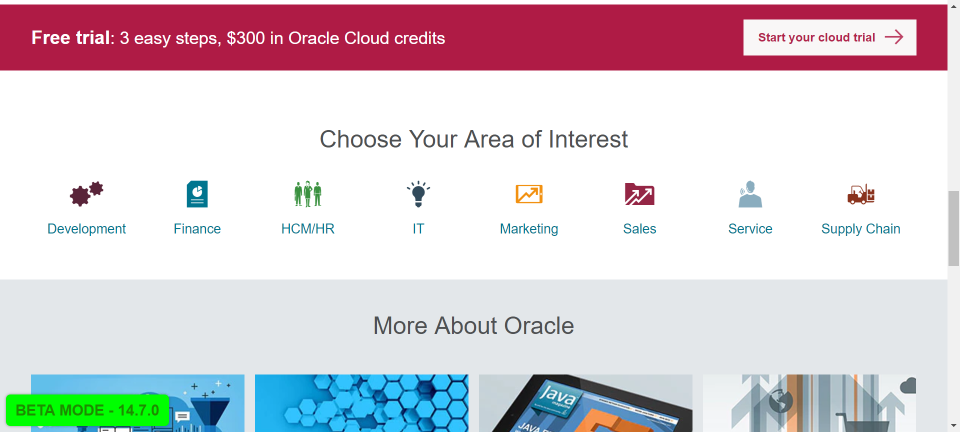 Free trial: 3 easy steps, $300 in Oracle Cloud credits
Start your cloud trial
Choose Your Area of Interest
Development Finance HCM/HR IT Marketing Sales Service Supply Chain
More About Oracle
BETA MODE - 14.7.0
Java